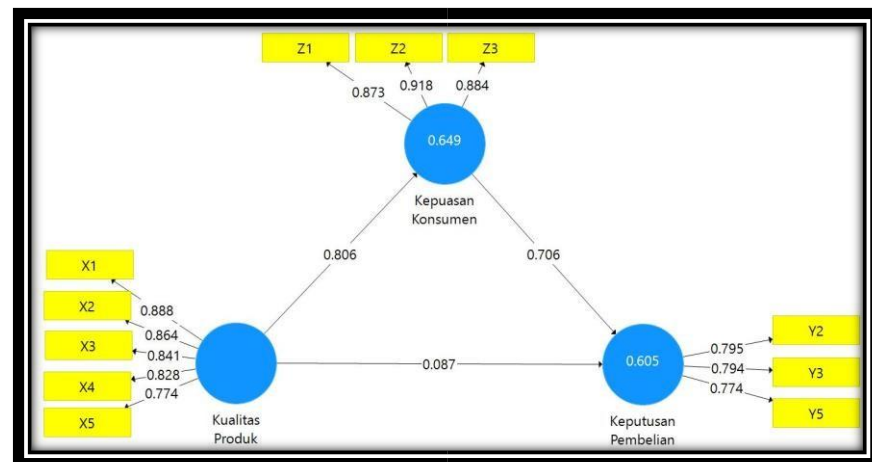 Z1
Z2
Z3
0.873
0.918
0.884
0.649
Kepuasan
Konsumen
0.806
0.706
X1
X2
X3
X4
X5
0.888
0.864
0.841
0.828
0.774
Kualitas
Produk
0.087
0.605
Keputusan
Pembelian
0.795
0.794
0.774
Y2
Y3
Y5